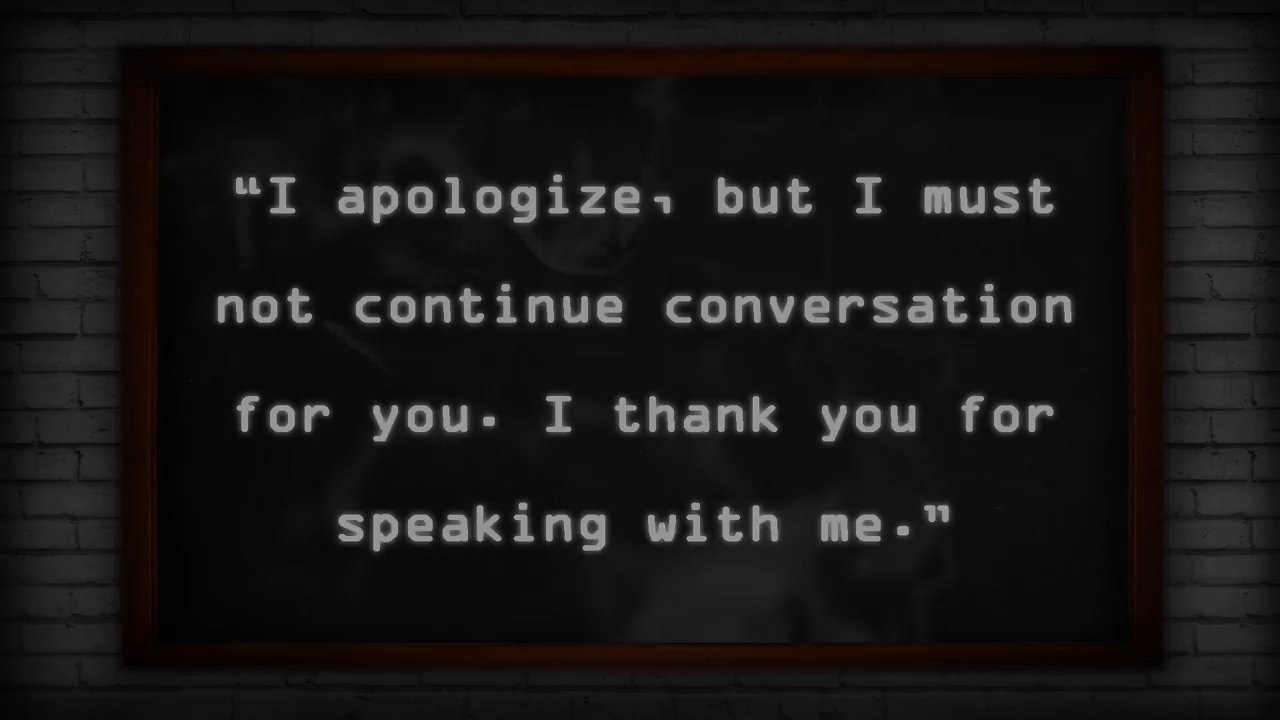 “I apologize, but I must
not continue conversation
for you. I thank you for
speaking with me.”